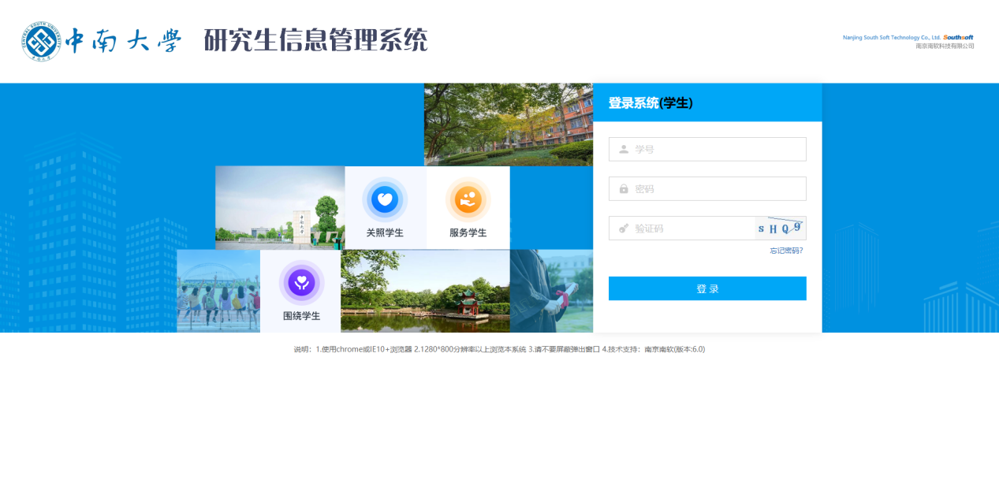 CENTRAL SOUTH UNIVERSITY
中南大学
研究生信息管理系统
Nanjing South Soft Technology Co., Ltd. Southsoft
南京南软科技有限公司
登录系统(学生)
学号
密码
验证码
sHQ9
忘记密码?
登 录
关照学生
服务学生
围绕学生
说明：1.使用chrome或IE10+浏览器 2.1280*800分辨率以上浏览本系统 3.请不要屏蔽弹出窗口 4.技术支持：南京南软(版本:6.0)